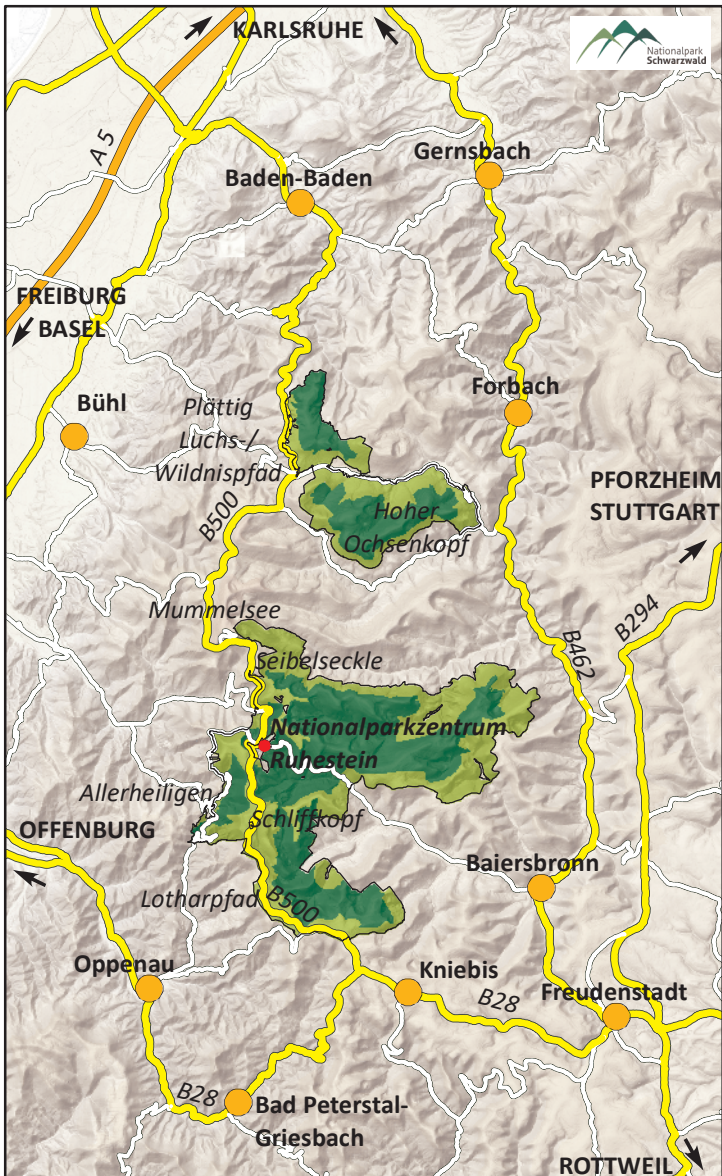 KARLSRUHE
Nationalpark
Schwarzwald
A 5
Gernsbach
Baden-Baden
FREIBURG
BASEL
Forbach
Bühl
Plättig
Luchs-/
Wildnispfad
B500
PFORZHEIM
STUTTGART
Hoher
Ochsenkopf
Mummelsee
B294
B462
Seibelseckle
Nationalparkzentrum
Ruhestein
Allerheiligen
Schliffkopf
OFFENBURG
Baiersbronn
Lotharpfad
B500
Oppenau
Kniebis
B28
Freudenstadt
B28
Bad Peterstal-
Griesbach
ROTTWEIL